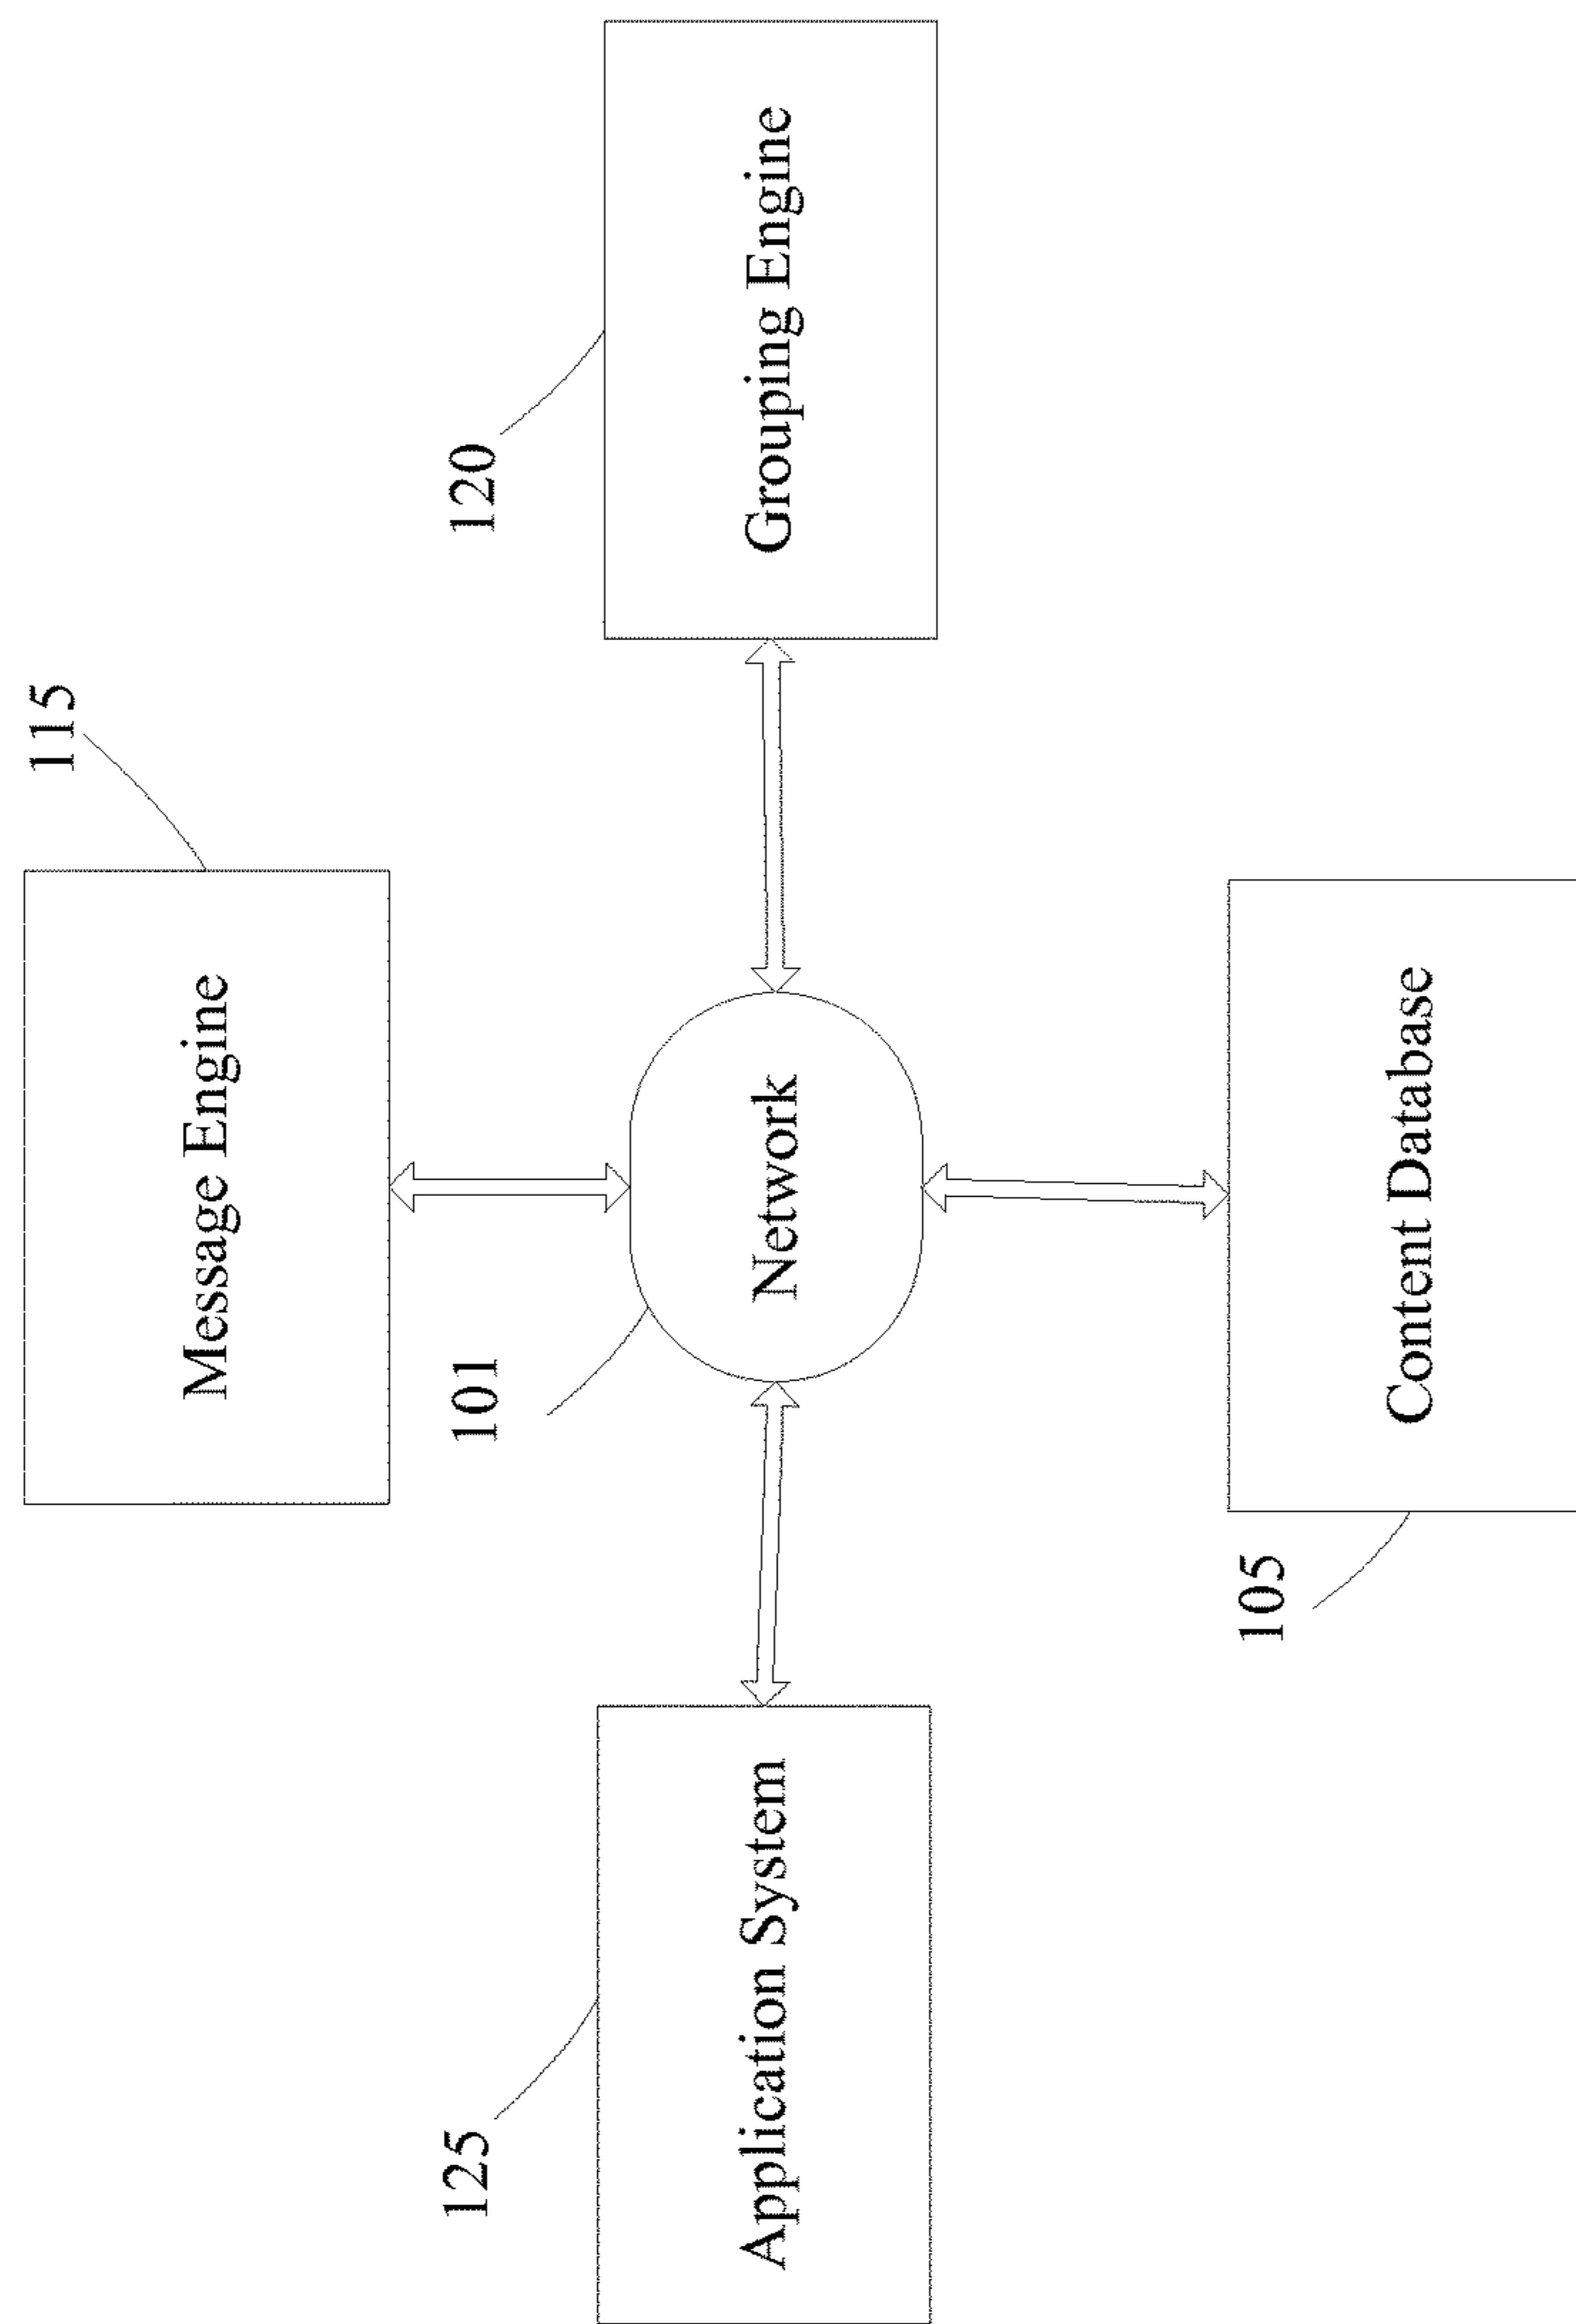 115
Message Engine
120
Grouping Engine
101
Network
125
Application System
105
Content Database